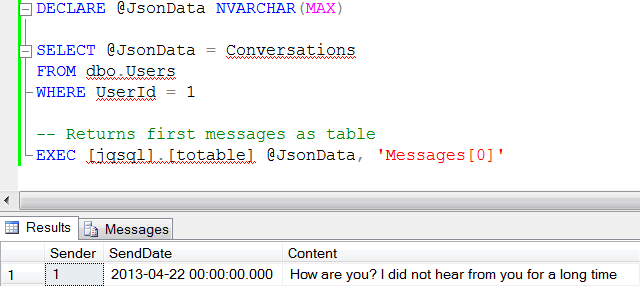 DECLARE @JsonData NVARCHAR(MAX)
SELECT @JsonData = Conversations
FROM dbo.Users
WHERE UserId = 1
-- Returns first messages as table
EXEC [jqsql].[totable] @JsonData, 'Messages[0]'
Results Messages
Sender SendDate Content
1 1 2013-04-22 00:00:00.000 How are you? I did not hear from you for a long time